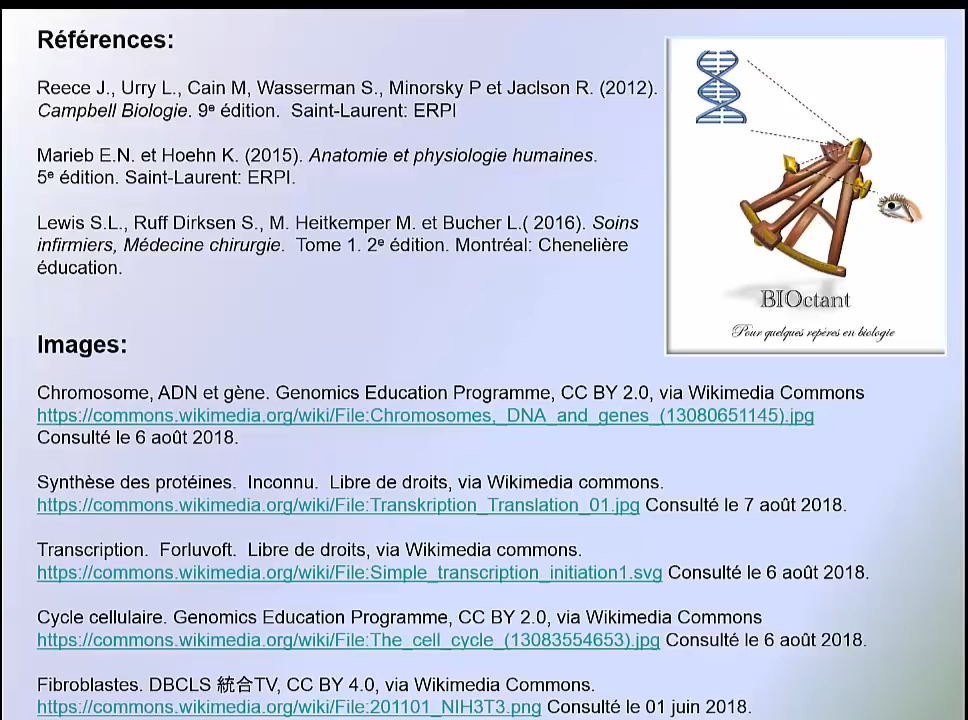 Références:
Reece J., Urry L., Cain M, Wasserman S., Minorsky P et Jaclson R. (2012).
Campbell Biologie. 9e édition.  Saint-Laurent: ERPI
Marieb E.N. et Hoehn K. (2015). Anatomie et physiologie humaines.
5e édition. Saint-Laurent: ERPI.
Lewis S.L., Ruff Dirksen S., M. Heitkemper M. et Bucher L.( 2016). Soins
infirmiers, Médecine chirurgie.  Tome 1. 2e édition. Montréal: Chenelière
éducation.
BIOctant
Pour quelques repères en biologie
Images:
Chromosome, ADN et gène. Genomics Education Programme, CC BY 2.0, via Wikimedia Commons
https://commons.wikimedia.org/wiki/File:Chromosomes,_DNA_and_genes_(13080651145).jpg
Consulté le 6 août 2018.
Synthèse des protéines.  Inconnu.  Libre de droits, via Wikimedia commons.
https://commons.wikimedia.org/wiki/File:Transkription_Translation_01.jpg Consulté le 7 août 2018.
Transcription.  Forluvoft.  Libre de droits, via Wikimedia commons.
https://commons.wikimedia.org/wiki/File:Simple_transcription_initiation1.svg Consulté le 6 août 2018.
Cycle cellulaire. Genomics Education Programme, CC BY 2.0, via Wikimedia Commons
https://commons.wikimedia.org/wiki/File:The_cell_cycle_(13083554653).jpg Consulté le 6 août 2018.
Fibroblastes. DBCLS 統合TV, CC BY 4.0, via Wikimedia Commons.
https://commons.wikimedia.org/wiki/File:201101_NIH3T3.png Consulté le 01 juin 2018.